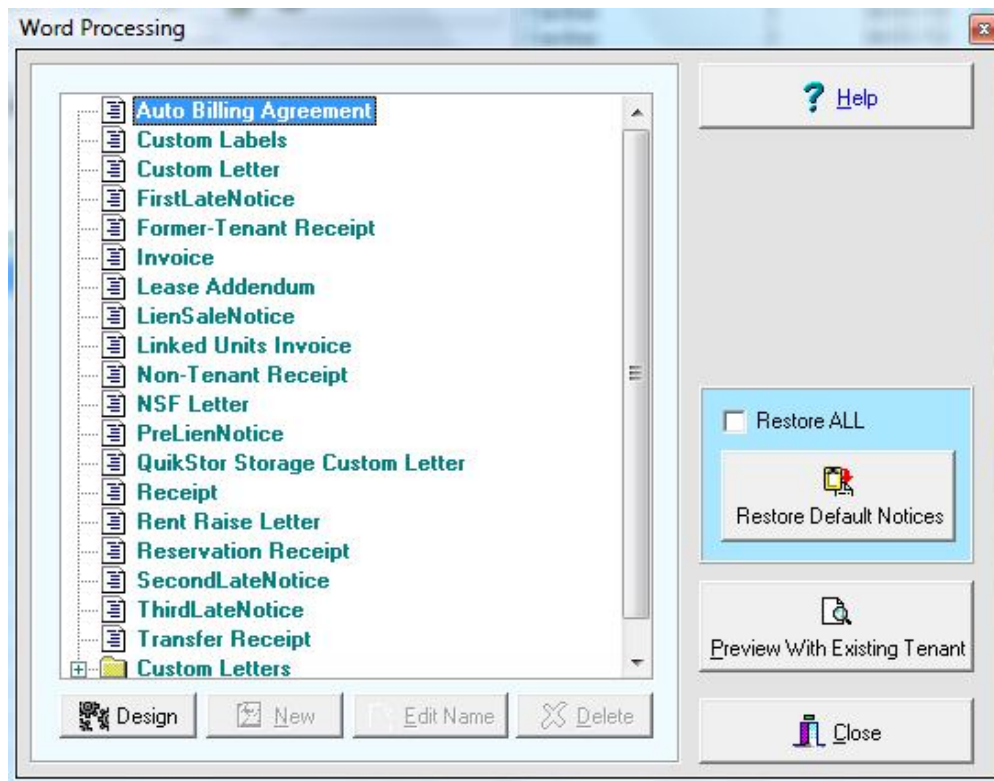 Word Processing
Auto Billing Agreement
Custom Labels
Custom Letter
FirstLateNotice
Former-Tenant Receipt
Invoice
Lease Addendum
LienSaleNotice
Linked Units Invoice
Non-Tenant Receipt
NSF Letter
PreLienNotice
QuikStor Storage Custom Letter
Receipt
Rent Raise Letter
Reservation Receipt
SecondLateNotice
ThirdLateNotice
Transfer Receipt
Custom Letters
Design New Edit Name Delete
Help
Restore ALL
Restore Default Notices
Preview With Existing Tenant
Close